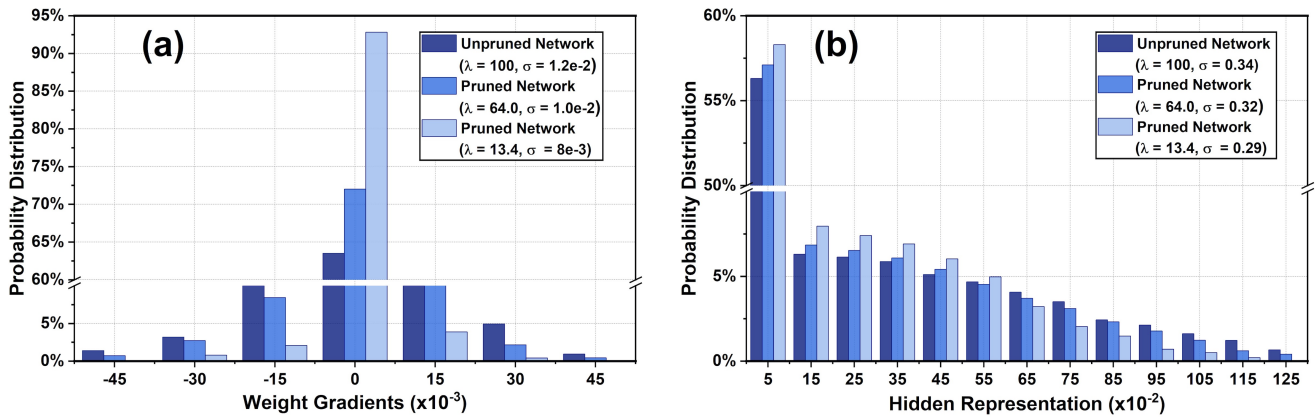 (a)
95%
90%
85%
80%
75%
70%
65%
60%
5%
0%
Probability Distribution
Unpruned Network
(λ = 100, σ = 1.2e-2)
Pruned Network
(λ = 64.0, σ = 1.0e-2)
Pruned Network
(λ = 13.4, σ = 8e-3)
-45 -30 -15 0 15 30 45
Weight Gradients (x10⁻³)
(b)
60%
55%
50%
5%
0%
Probability Distribution
Unpruned Network
(λ = 100, σ = 0.34)
Pruned Network
(λ = 64.0, σ = 0.32)
Pruned Network
(λ = 13.4, σ = 0.29)
5 15 25 35 45 55 65 75 85 95 105 115 125
Hidden Representation (x10⁻²)